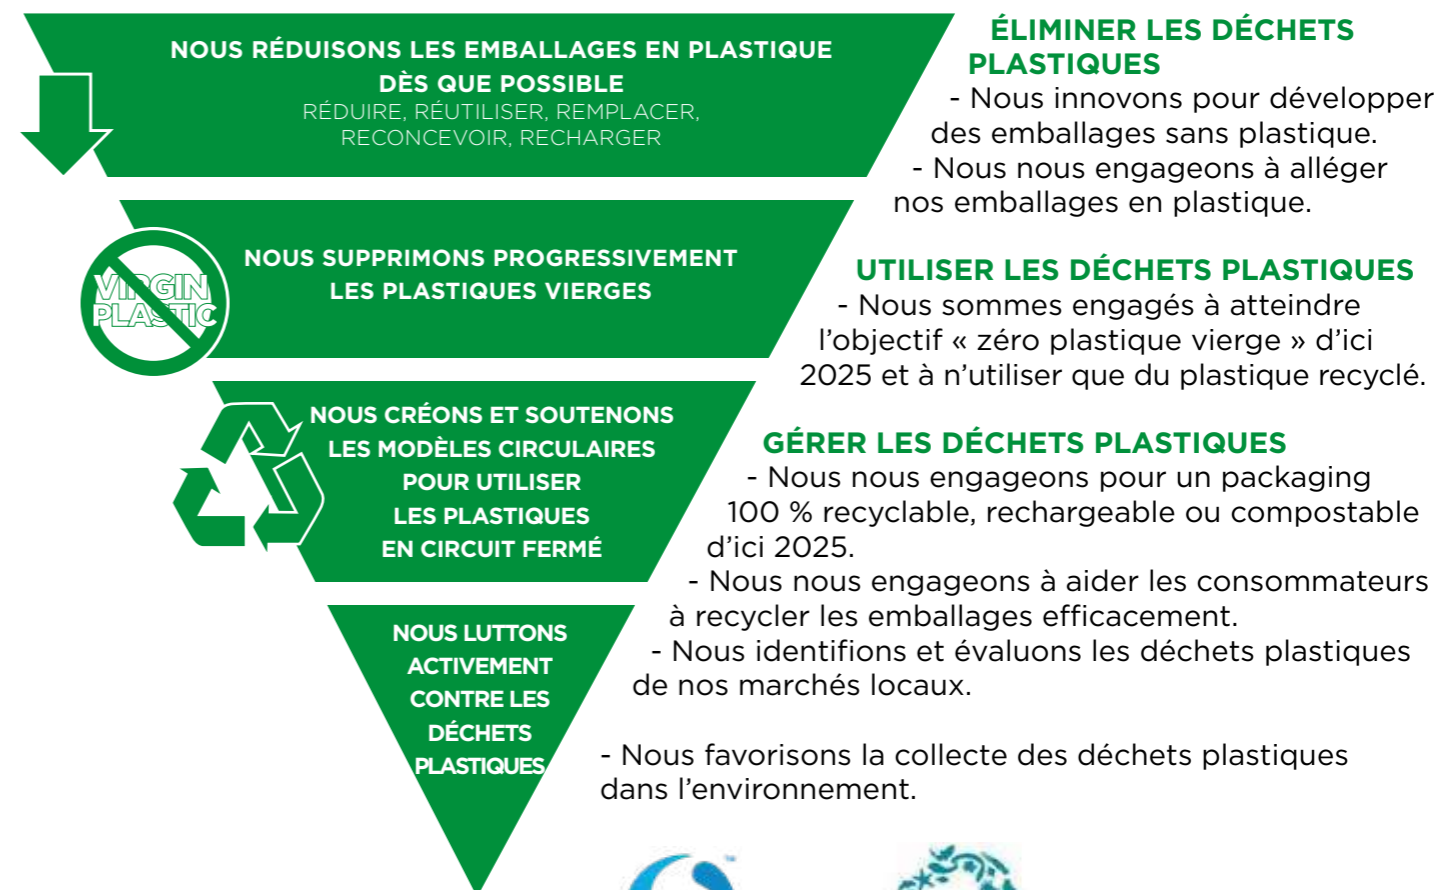 NOUS RÉDUISONS LES EMBALLAGES EN PLASTIQUE
DÈS QUE POSSIBLE
RÉDUIRE, RÉUTILISER, REMPLACER,
RECONCEVOIR, RECHARGER
ÉLIMINER LES DÉCHETS
PLASTIQUES
- Nous innovons pour développer
des emballages sans plastique.
- Nous nous engageons à alléger
nos emballages en plastique.
VIRGIN
PLASTIC
NOUS SUPPRIMONS PROGRESSIVEMENT
LES PLASTIQUES VIERGES
UTILISER LES DÉCHETS PLASTIQUES
- Nous sommes engagés à atteindre
l’objectif « zéro plastique vierge » d’ici
2025 et à n’utiliser que du plastique recyclé.
NOUS CRÉONS ET SOUTENONS
LES MODÈLES CIRCULAIRES
POUR UTILISER
LES PLASTIQUES
EN CIRCUIT FERMÉ
GÉRER LES DÉCHETS PLASTIQUES
- Nous nous engageons pour un packaging
100 % recyclable, rechargeable ou compostable
d’ici 2025.
- Nous nous engageons à aider les consommateurs
à recycler les emballages efficacement.
- Nous identifions et évaluons les déchets plastiques
de nos marchés locaux.
NOUS LUTTONS
ACTIVEMENT
CONTRE LES
DÉCHETS
PLASTIQUES
- Nous favorisons la collecte des déchets plastiques
dans l’environnement.